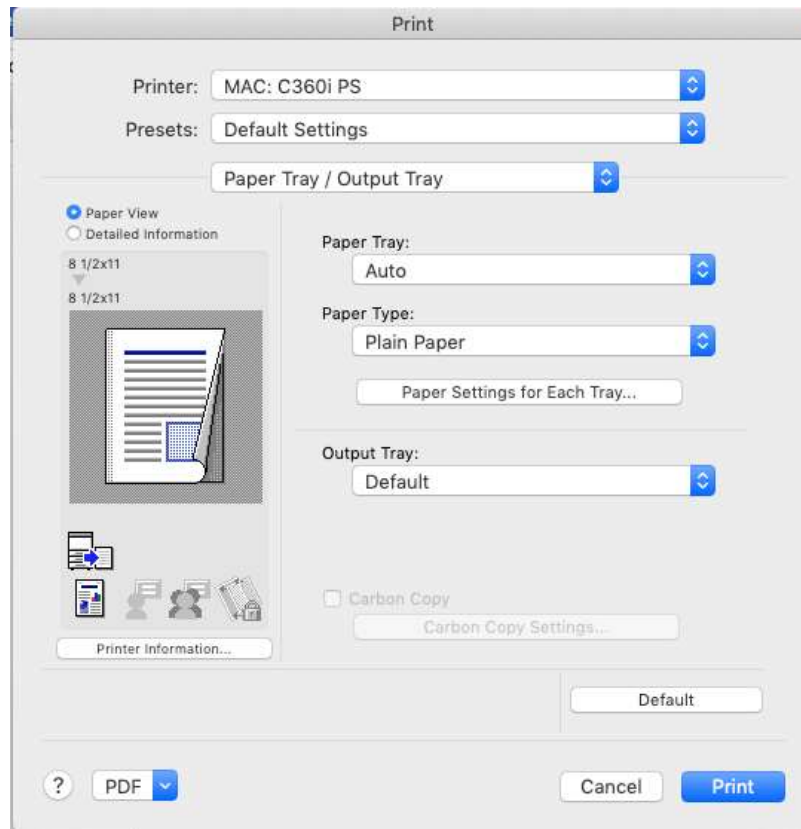 Print
Printer: MAC: C360i PS
Presets: Default Settings
Paper Tray / Output Tray
Paper View
Detailed Information
8 1/2x11
8 1/2x11
Printer Information...
Paper Tray:
Auto
Paper Type:
Plain Paper
Paper Settings for Each Tray...
Output Tray:
Default
Carbon Copy
Carbon Copy Settings...
Default
? PDF Cancel Print